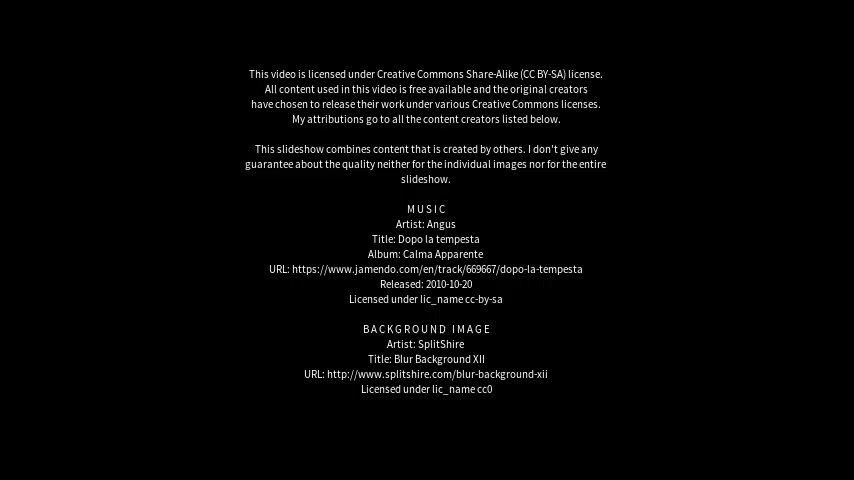 This video is licensed under Creative Commons Share-Alike (CC BY-SA) license.
All content used in this video is free available and the original creators
have chosen to release their work under various Creative Commons licenses.
My attributions go to all the content creators listed below.
This slideshow combines content that is created by others. I don't give any
guarantee about the quality neither for the individual images nor for the entire
slideshow.
MUSIC
Artist: Angus
Title: Dopo la tempesta
Album: Calma Apparente
URL: https://www.jamendo.com/en/track/669667/dopo-la-tempesta
Released: 2010-10-20
Licensed under lic_name cc-by-sa
BACKGROUND IMAGE
Artist: SplitShire
Title: Blur Background XII
URL: http://www.splitshire.com/blur-background-xii
Licensed under lic_name cc0